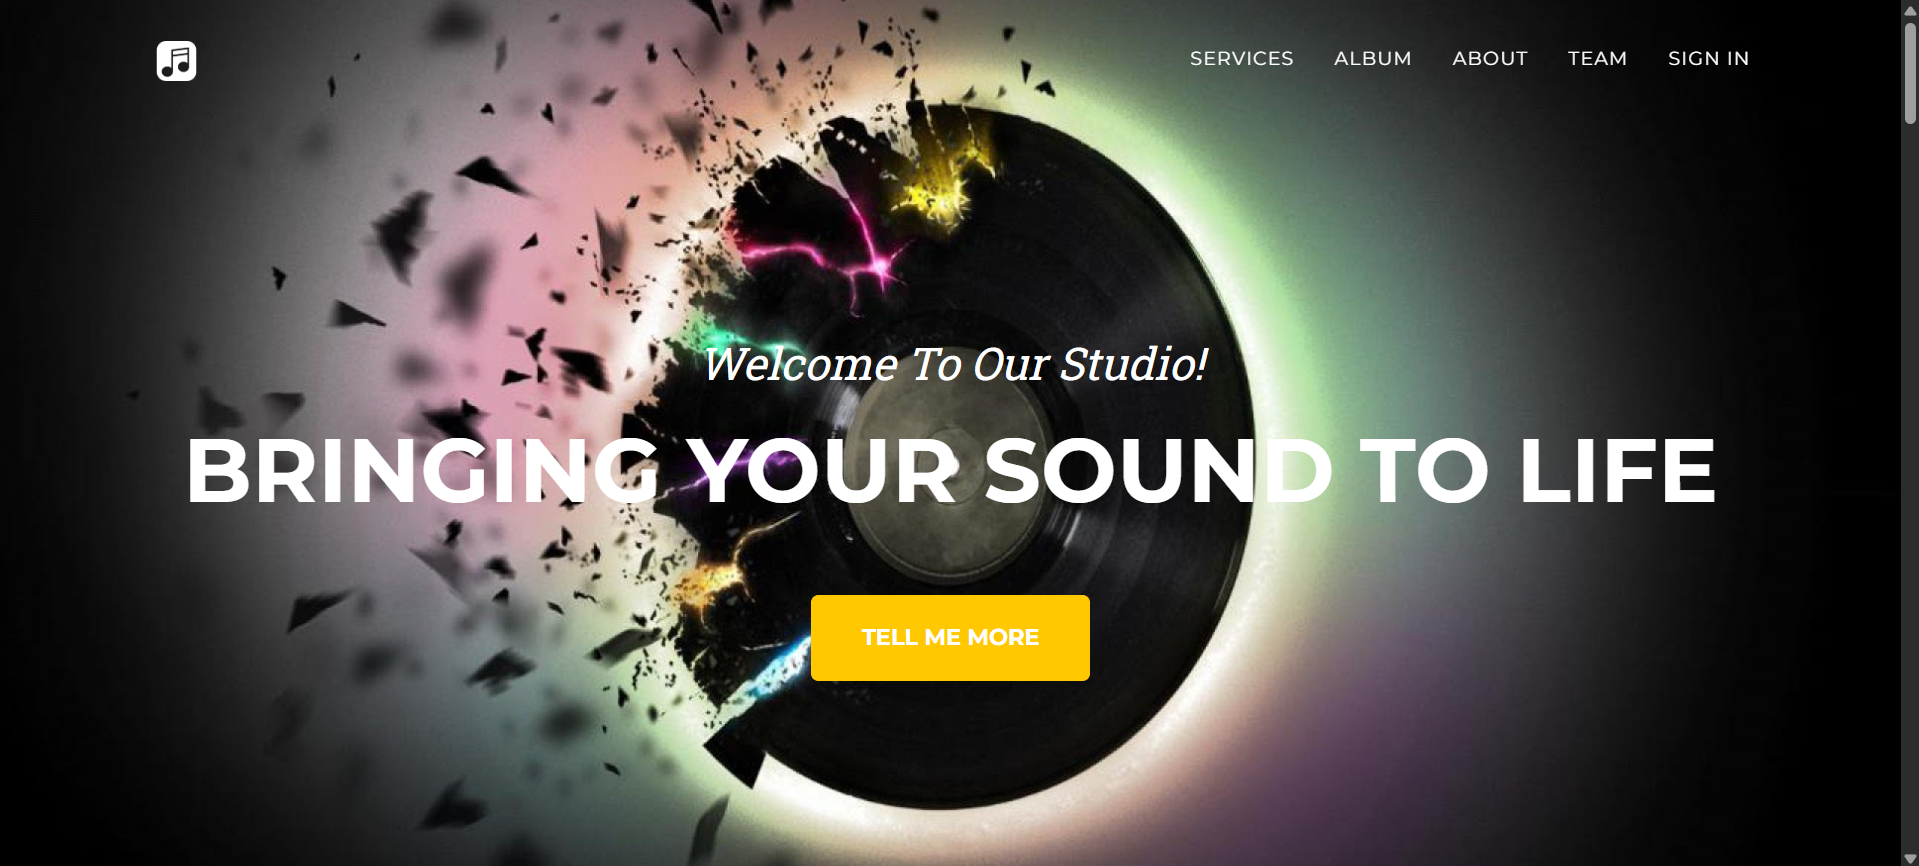 SERVICES ALBUM ABOUT TEAM SIGN IN
Welcome To Our Studio!
BRINGING YOUR SOUND TO LIFE
TELL ME MORE